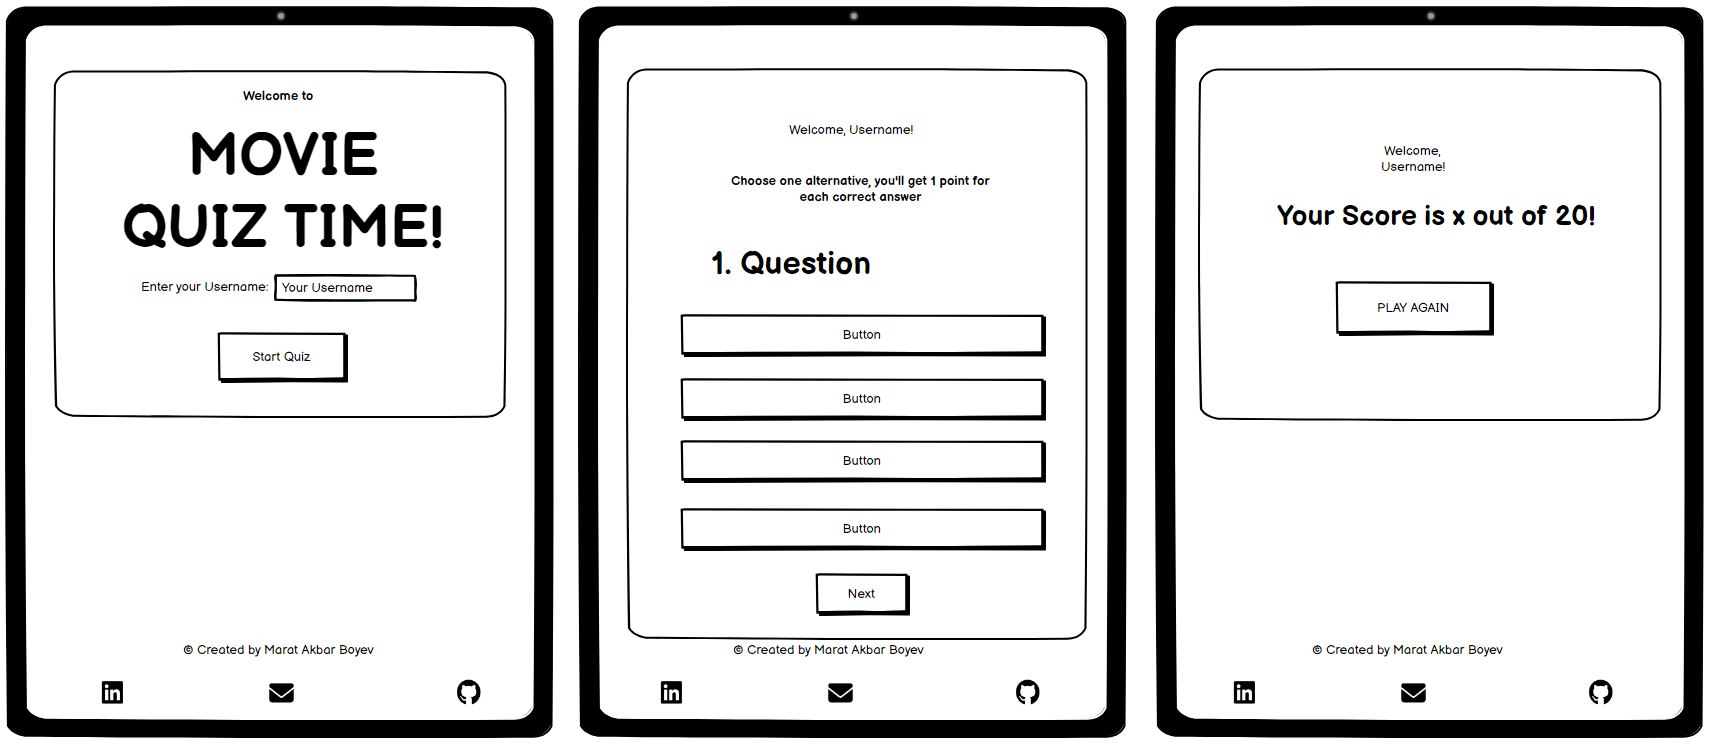 Welcome to
MOVIE
QUIZ TIME!
Enter your Username: Your Username
Start Quiz
© Created by Marat Akbar Boyev
in
Welcome, Username!
Choose one alternative, you'll get 1 point for
each correct answer
1. Question
Button
Button
Button
Button
Next
© Created by Marat Akbar Boyev
in
Welcome,
Username!
Your Score is x out of 20!
PLAY AGAIN
© Created by Marat Akbar Boyev
in